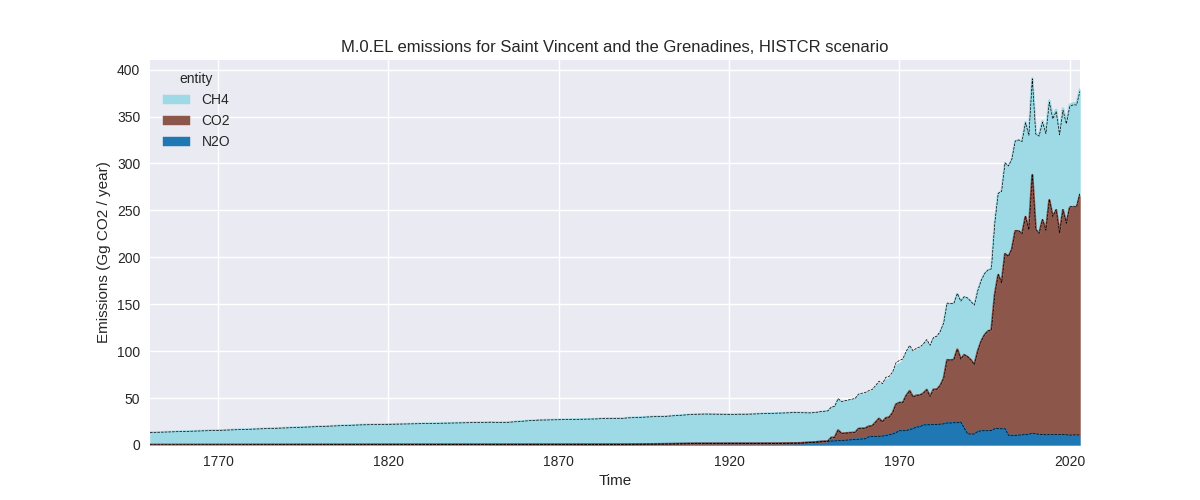 M.0.EL emissions for Saint Vincent and the Grenadines, HISTCR scenario
entity
CH4
CO2
N2O
Emissions (Gg CO2 / year)
400
350
300
250
200
150
100
50
0
1770
1820
1870
1920
1970
2020
Time